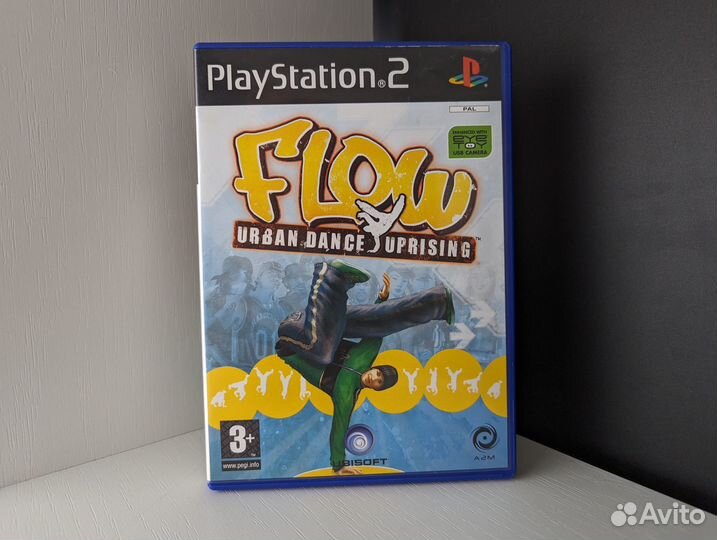 PlayStation®2
PAL
ENHANCED WITH
EYE
TOY
USB CAMERA
FLOW
URBAN DANCE UPRISING™
3+
www.pegi.info
UBISOFT
A2M
Avito